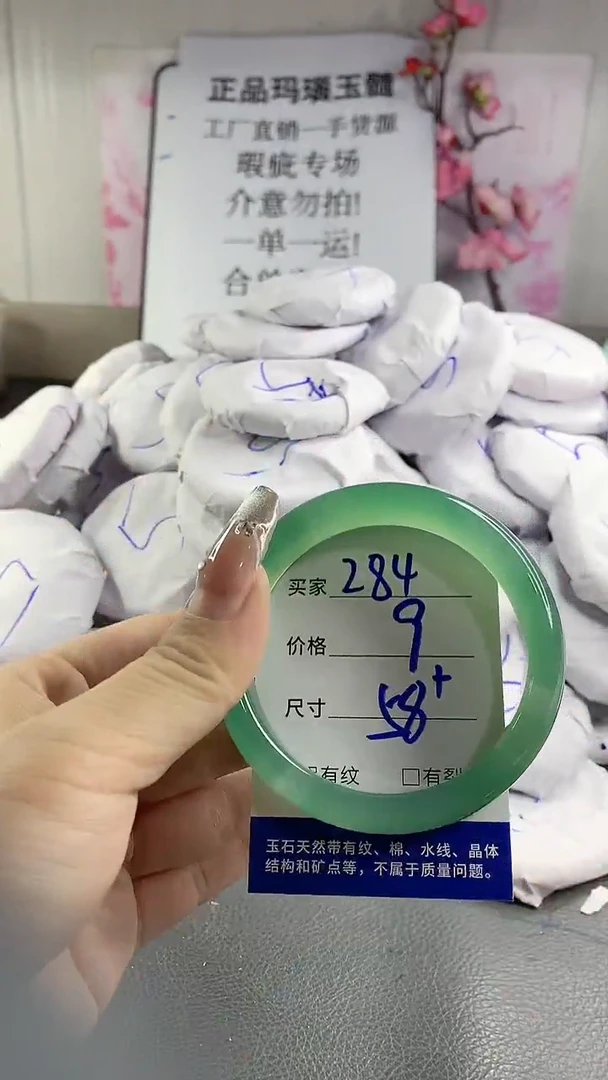 正品玛瑙玉髓
工厂直销一手货源
瑕疵专场
介意勿拍!
一单一运!
买家 284
价格 9
尺寸 58+
有纹 □有裂
玉石天然带有纹、棉、水线、晶体
结构和矿点等，不属于质量问题。